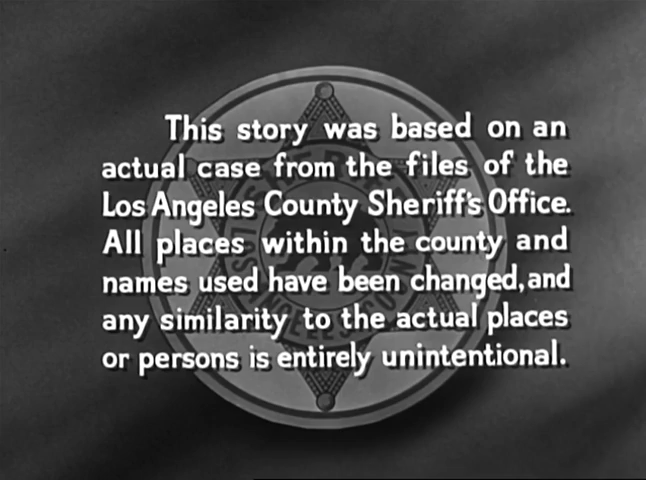 This story was based on an
actual case from the files of the
Los Angeles County Sheriff's Office.
All places within the county and
names used have been changed, and
any similarity to the actual places
or persons is entirely unintentional.